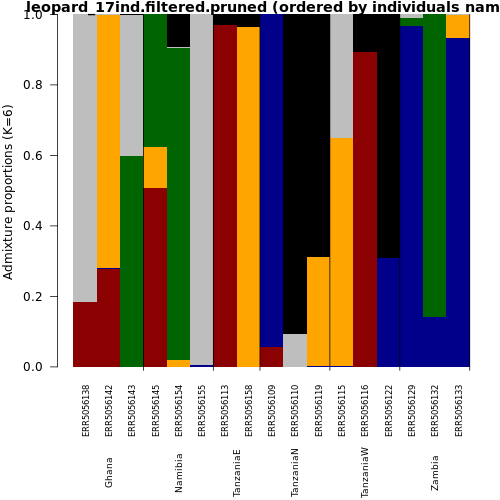 leopard_17ind.filtered.pruned (ordered by individuals nam
Admixture proportions (K=6)
1.0
0.8
0.6
0.4
0.2
0.0
ERR5056138
ERR5056142
ERR5056143
ERR5056145
ERR5056154
ERR5056155
ERR5056113
ERR5056158
ERR5056109
ERR5056110
ERR5056119
ERR5056115
ERR5056116
ERR5056122
ERR5056129
ERR5056132
ERR5056133
Ghana
Namibia
TanzaniaE
TanzaniaN
TanzaniaW
Zambia